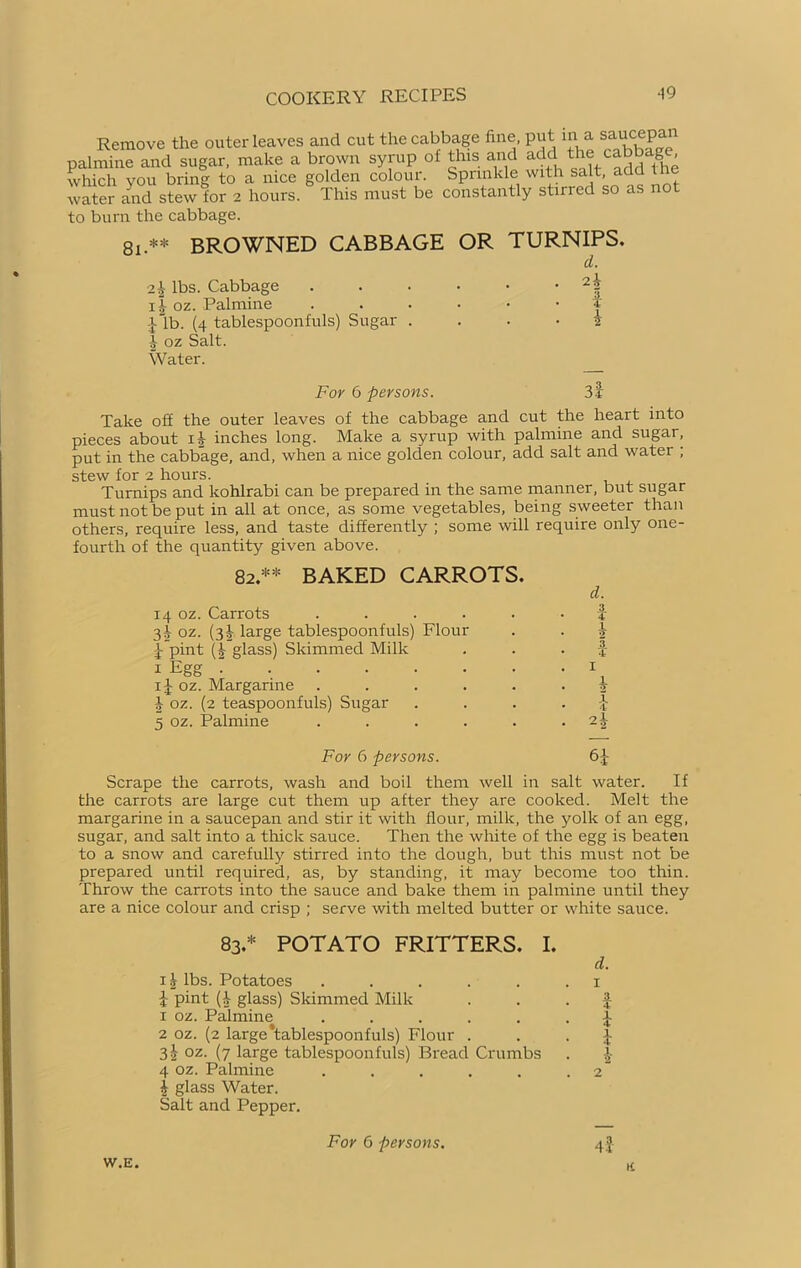 COOKERY RECIPES 49
Remove the outer leaves and cut the cabbage fine, put in a saucepan
palmine and sugar, make a brown syrup of this and add the cabbage,
which you bring to a nice golden colour. Sprinkle with salt, add the
water and stew for 2 hours. This must be constantly stirred so as not
to burn the cabbage.
81.** BROWNED CABBAGE OR TURNIPS.
d.
2½ lbs. Cabbage . . . . . . 2½
1½ oz. Palmine . . . . . . ¾
¼ lb. (4 tablespoonfuls) Sugar . . . . ½
½ oz Salt.
Water.
For 6 persons. 3¾
Take off the outer leaves of the cabbage and cut the heart into
pieces about 1½ inches long. Make a syrup with palmine and sugar,
put in the cabbage, and, when a nice golden colour, add salt and water ;
stew for 2 hours.
Turnips and kohlrabi can be prepared in the same manner, but sugar
must not be put in all at once, as some vegetables, being sweeter than
others, require less, and taste differently ; some will require only one-
fourth of the quantity given above.
82.** BAKED CARROTS.
d.
14 oz. Carrots . . . . . . ¾
3½ oz. (3½ large tablespoonfuls) Flour . . ½
¼ pint (½ glass) Skimmed Milk . . . ¾
1 Egg . . . . . . . . 1
1¼ oz. Margarine . . . . . . ½
½ oz. (2 teaspoonfuls) Sugar . . . . ¼
5 oz. Palmine . . . . . . 2½
For 6 persons. 6¼
Scrape the carrots, wash and boil them well in salt water. If
the carrots are large cut them up after they are cooked. Melt the
margarine in a saucepan and stir it with flour, milk, the yolk of an egg,
sugar, and salt into a thick sauce. Then the white of the egg is beaten
to a snow and carefully stirred into the dough, but this must not be
prepared until required, as, by standing, it may become too thin.
Throw the carrots into the sauce and bake them in palmine until they
are a nice colour and crisp ; serve with melted butter or white sauce.
83.* POTATO FRITTERS. I.
d.
1½ lbs. Potatoes . . . . . . 1
¼ pint (½ glass) Skimmed Milk . . . ¾
1 oz. Palmine . . . . . . ¼
2 oz. (2 large tablespoonfuls) Flour . . . ¼
3½ oz. (7 large tablespoonfuls) Bread Crumbs . ½
4 oz. Palmine . . . . . . 2
½ glass Water.
Salt and Pepper.
For 6 persons. 4¾
W.E. E